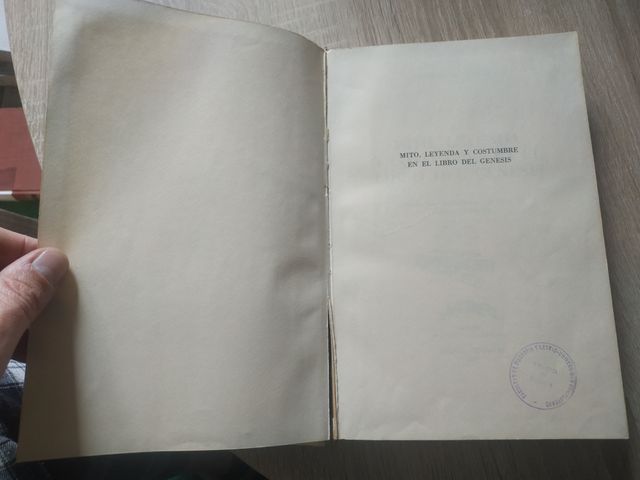 MITO, LEYENDA Y COSTUMBRE
EN EL LIBRO DEL GENESIS